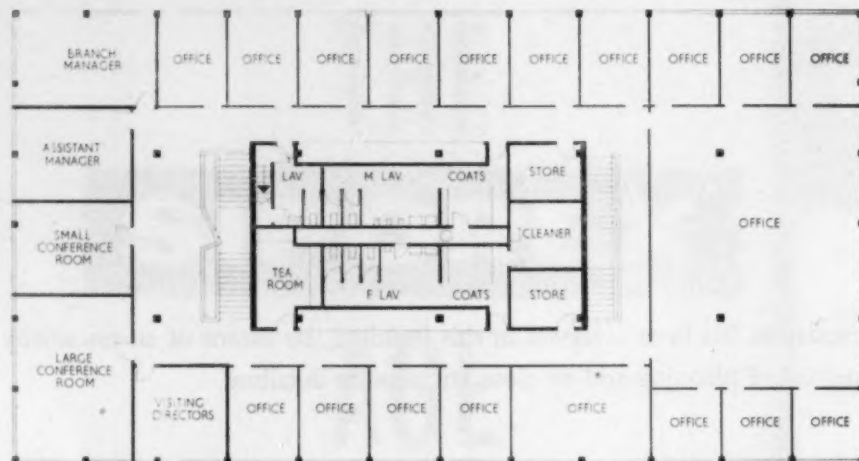 BRANCH
MANAGER
OFFICE
OFFICE
OFFICE
OFFICE
OFFICE
OFFICE
OFFICE
OFFICE
OFFICE
OFFICE
ASSISTANT
MANAGER
LAV.
M. LAV.
COATS
STORE
SMALL
CONFERENCE
ROOM
CLEANER
OFFICE
TEA
ROOM
F. LAV
COATS
STORE
LARGE
CONFERENCE
ROOM
VISITING
DIRECTORS
OFFICE
OFFICE
OFFICE
OFFICE
OFFICE
OFFICE
OFFICE
OFFICE